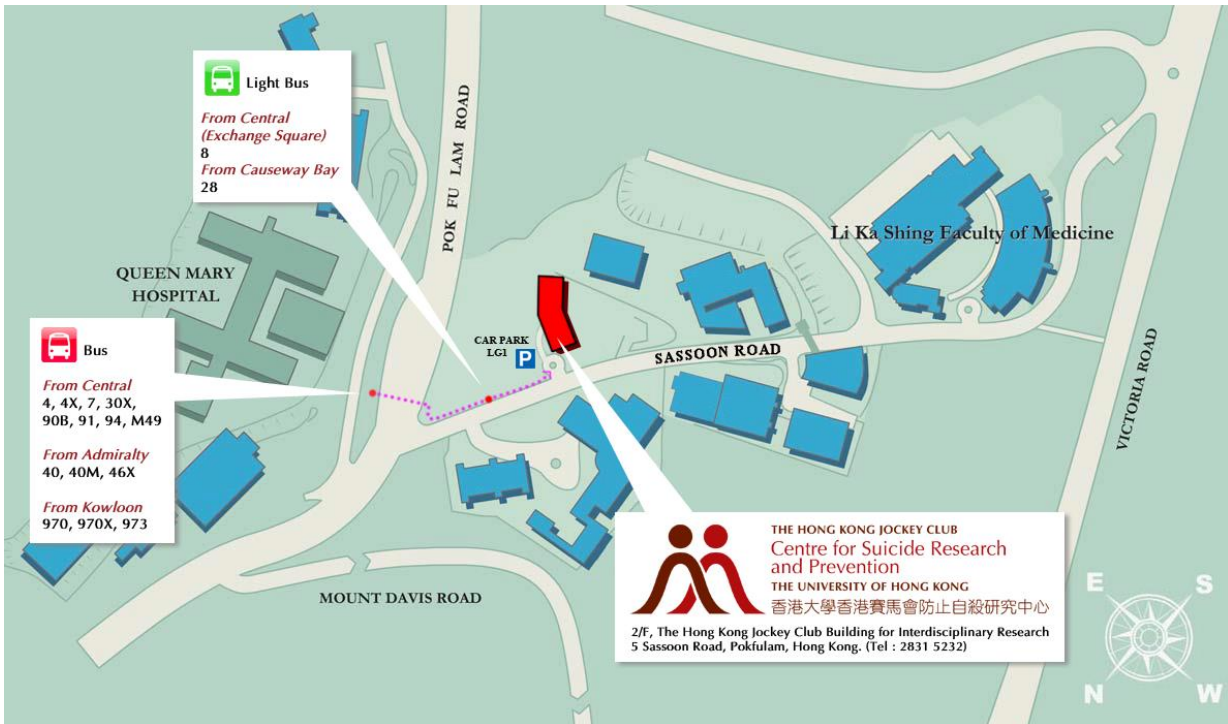 Light Bus
From Central
(Exchange Square)
8
From Causeway Bay
28
POK FU LAM ROAD
QUEEN MARY
HOSPITAL
Li Ka Shing Faculty of Medicine
Bus
From Central
4, 4X, 7, 30X,
90B, 91, 94, M49
From Admiralty
40, 40M, 46X
From Kowloon
970, 970X, 973
CAR PARK
LG1
P
SASSOON ROAD
VICTORIA ROAD
MOUNT DAVIS ROAD
THE HONG KONG JOCKEY CLUB
Centre for Suicide Research
and Prevention
THE UNIVERSITY OF HONG KONG
香港大學香港賽馬會防止自殺研究中心
2/F, The Hong Kong Jockey Club Building for Interdisciplinary Research
5 Sassoon Road, Pokfulam, Hong Kong. (Tel : 2831 5232)
E S
N W